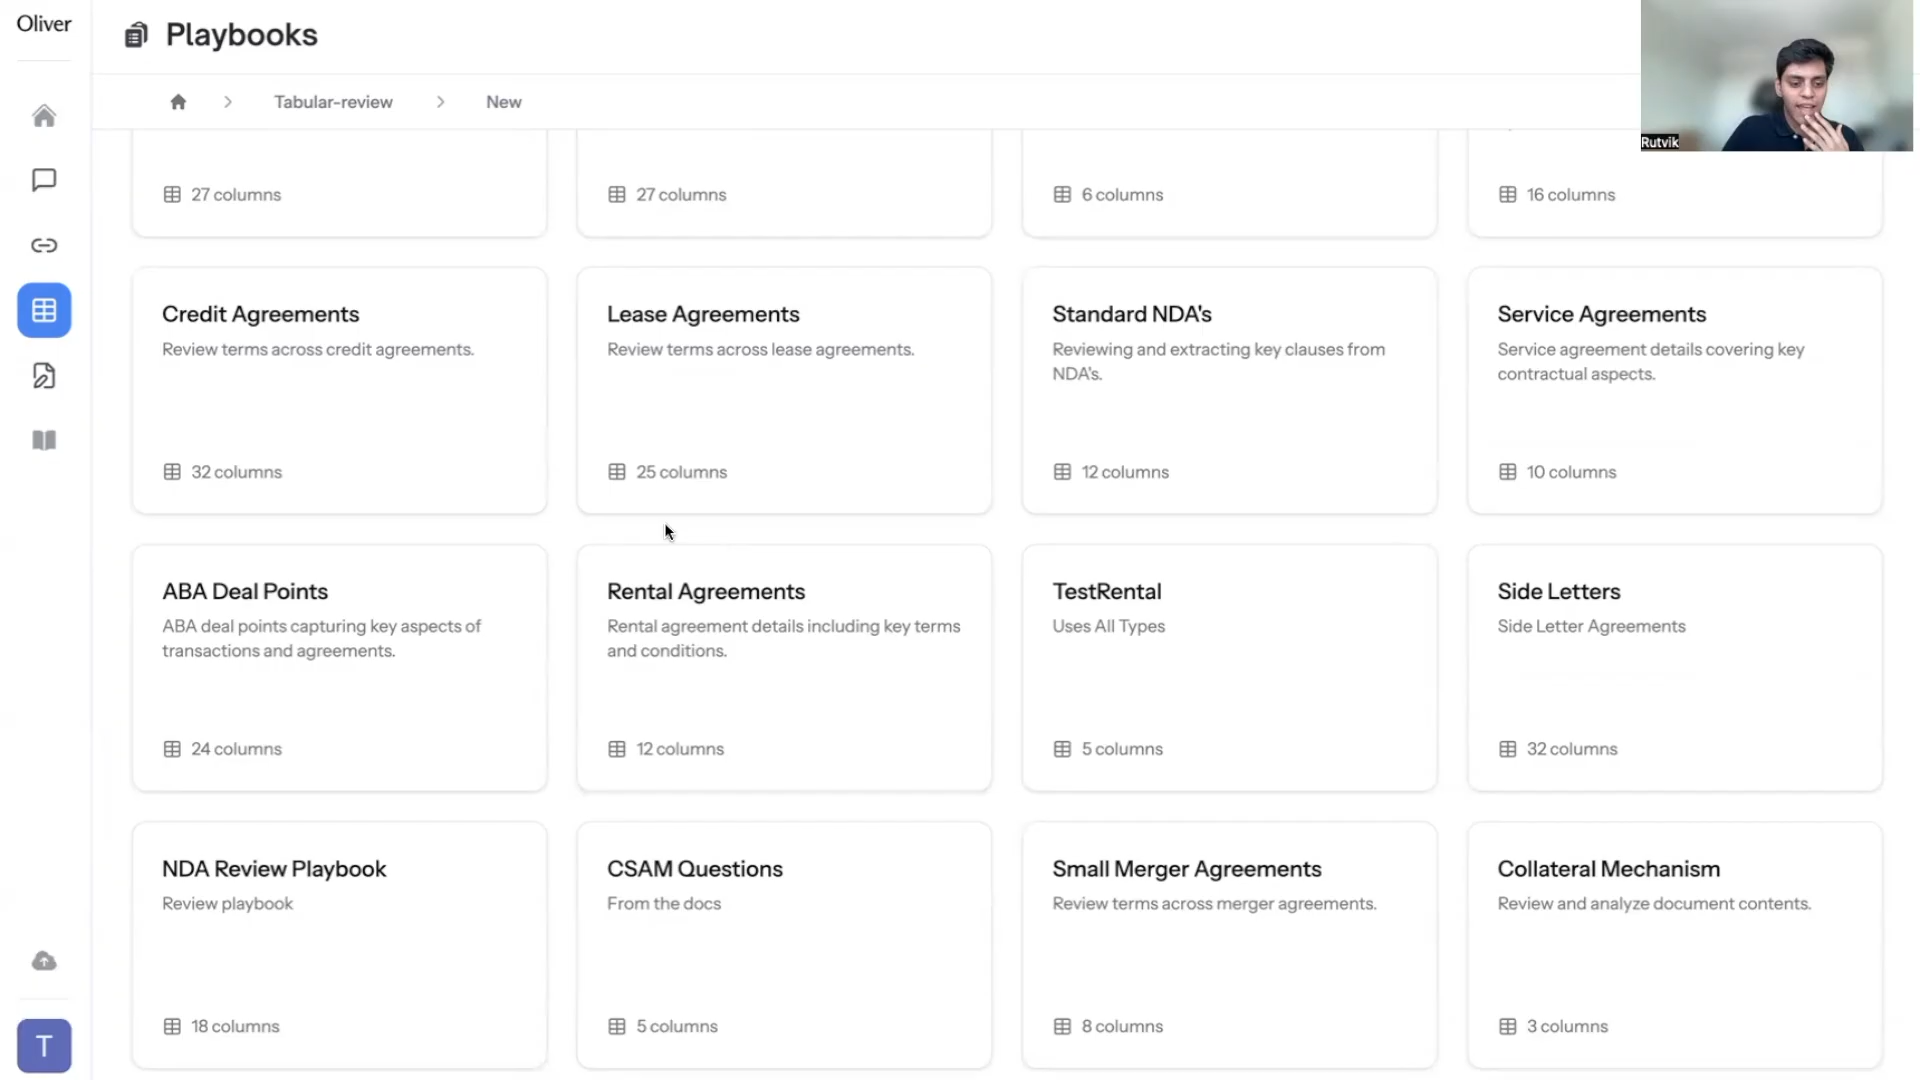 Oliver
Playbooks
Rutvik
Tabular-review
New
27 columns
27 columns
6 columns
16 columns
Credit Agreements
Review terms across credit agreements.
32 columns
Lease Agreements
Review terms across lease agreements.
25 columns
Standard NDA's
Reviewing and extracting key clauses from
NDA's.
12 columns
Service Agreements
Service agreement details covering key
contractual aspects.
10 columns
ABA Deal Points
ABA deal points capturing key aspects of
transactions and agreements.
24 columns
Rental Agreements
Rental agreement details including key terms
and conditions.
12 columns
TestRental
Uses All Types
5 columns
Side Letters
Side Letter Agreements
32 columns
NDA Review Playbook
Review playbook
18 columns
CSAM Questions
From the docs
5 columns
Small Merger Agreements
Review terms across merger agreements.
8 columns
Collateral Mechanism
Review and analyze document contents.
3 columns
T